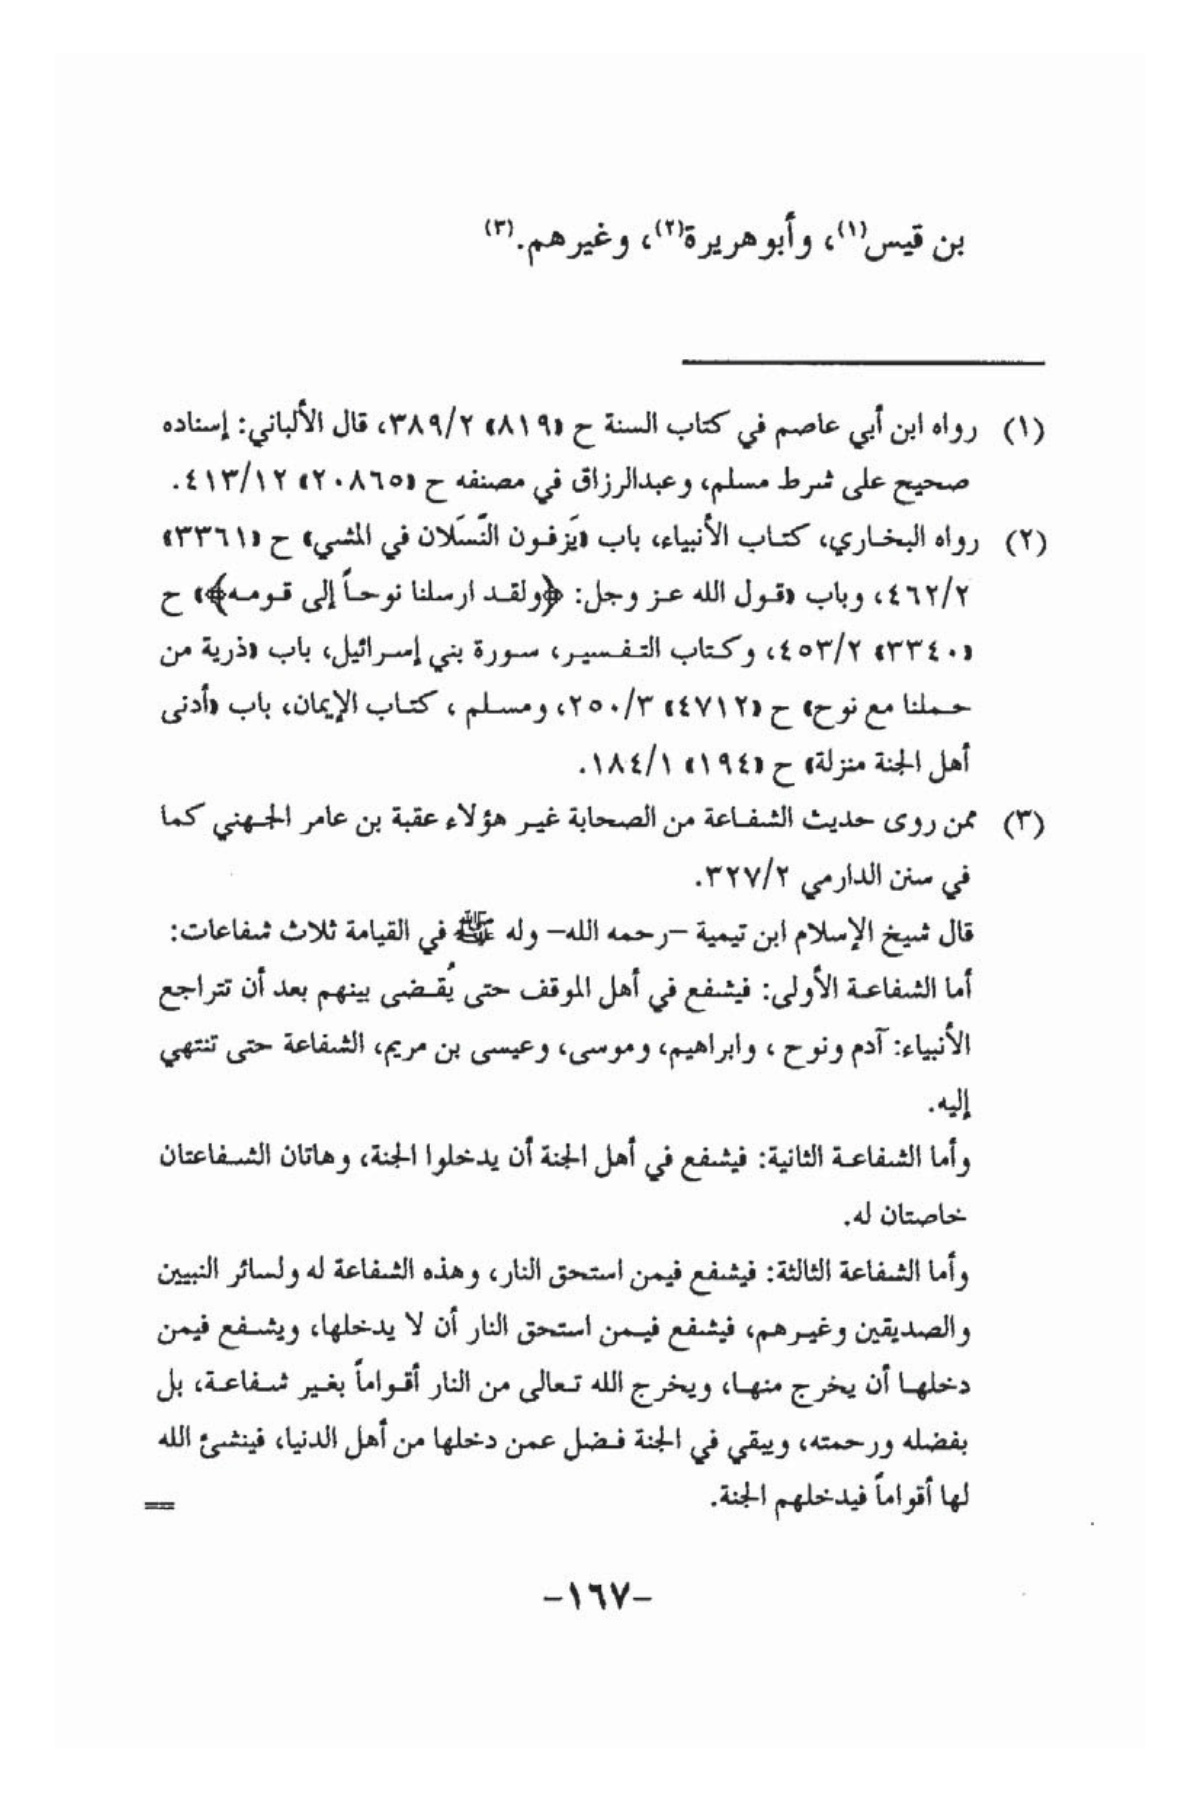 بن قيس(١)، وأبوهريرة(٢)، وغيرهم.(٣)
(١) رواه ابن أبي عاصم في كتاب السنة ح «٨١٩» ٣٨٩/٢، قال الألباني: إسناده
صحيح على شرط مسلم، وعبدالرزاق في مصنفه ح «٢٠٨٦٥» ٤١٣/١٢.
(٢) رواه البخاري، كتاب الأنبياء، باب «يَزفون النَّسَلان في المشي» ح «٣٣٦١»
٤٦٢/٢، وباب «قول الله عز وجل: ﴿ولقد ارسلنا نوحاً إلى قومه﴾» ح
«٣٣٤٠» ٤٥٣/٢، وكتاب التفسير، سورة بني إسرائيل، باب «ذرية من
حملنا مع نوح» ح «٤٧١٢» ٢٥٠/٣، ومسلم ، كتاب الإيمان، باب «أدنى
أهل الجنة منزلة» ح «١٩٤» ١٨٤/١.
(٣) ممن روى حديث الشفاعة من الصحابة غير هؤلاء عقبة بن عامر الجهني كما
في سنن الدارمي ٣٢٧/٢.
قال شيخ الإسلام ابن تيمية –رحمه الله– وله ﷺ في القيامة ثلاث شفاعات:
أما الشفاعة الأولى: فيشفع في أهل الموقف حتى يُقضى بينهم بعد أن تتراجع
الأنبياء: آدم ونوح ، وابراهيم، وموسى، وعيسى بن مريم، الشفاعة حتى تنتهي
إليه.
وأما الشفاعة الثانية: فيشفع في أهل الجنة أن يدخلوا الجنة، وهاتان الشفاعتان
خاصتان له.
وأما الشفاعة الثالثة: فيشفع فيمن استحق النار، وهذه الشفاعة له ولسائر النبيين
والصديقين وغيرهم، فيشفع فيمن استحق النار أن لا يدخلها، ويشفع فيمن
دخلها أن يخرج منها، ويخرج الله تعالى من النار أقواماً بغير شفاعة، بل
بفضله ورحمته، ويبقي في الجنة فضل عمن دخلها من أهل الدنيا، فينشئ الله
لها أقواماً فيدخلهم الجنة. =
–١٦٧–